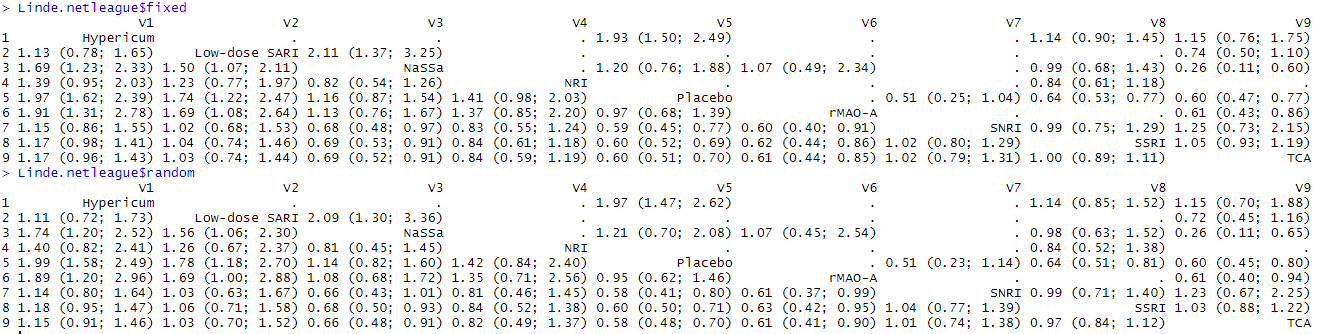 > Linde.netleague$fixed
V1 V2 V3 V4 V5 V6 V7 V8 V9
1 Hypericum . . . 1.93 (1.50; 2.49) . . 1.14 (0.90; 1.45) 1.15 (0.76; 1.75)
2 1.13 (0.78; 1.65) Low-dose SARI 2.11 (1.37; 3.25) . . . . . 0.74 (0.50; 1.10)
3 1.69 (1.23; 2.33) 1.50 (1.07; 2.11) NaSSa . 1.20 (0.76; 1.88) 1.07 (0.49; 2.34) . 0.99 (0.68; 1.43) 0.26 (0.11; 0.60)
4 1.39 (0.95; 2.03) 1.23 (0.77; 1.97) 0.82 (0.54; 1.26) NRI . . . 0.84 (0.61; 1.18) .
5 1.97 (1.62; 2.39) 1.74 (1.22; 2.47) 1.16 (0.87; 1.54) 1.41 (0.98; 2.03) Placebo . 0.51 (0.25; 1.04) 0.64 (0.53; 0.77) 0.60 (0.47; 0.77)
6 1.91 (1.31; 2.78) 1.69 (1.08; 2.64) 1.13 (0.76; 1.67) 1.37 (0.85; 2.20) 0.97 (0.68; 1.39) rMAO-A . . 0.61 (0.43; 0.86)
7 1.15 (0.86; 1.55) 1.02 (0.68; 1.53) 0.68 (0.48; 0.97) 0.83 (0.55; 1.24) 0.59 (0.45; 0.77) 0.60 (0.40; 0.91) SNRI 0.99 (0.75; 1.29) 1.25 (0.73; 2.15)
8 1.17 (0.98; 1.41) 1.04 (0.74; 1.46) 0.69 (0.53; 0.91) 0.84 (0.61; 1.18) 0.60 (0.52; 0.69) 0.62 (0.44; 0.86) 1.02 (0.80; 1.29) SSRI 1.05 (0.93; 1.19)
9 1.17 (0.96; 1.43) 1.03 (0.74; 1.44) 0.69 (0.52; 0.91) 0.84 (0.59; 1.19) 0.60 (0.51; 0.70) 0.61 (0.44; 0.85) 1.02 (0.79; 1.31) 1.00 (0.89; 1.11) TCA
> Linde.netleague$random
V1 V2 V3 V4 V5 V6 V7 V8 V9
1 Hypericum . . . 1.97 (1.47; 2.62) . . 1.14 (0.85; 1.52) 1.15 (0.70; 1.88)
2 1.11 (0.72; 1.73) Low-dose SARI 2.09 (1.30; 3.36) . . . . . 0.72 (0.45; 1.16)
3 1.74 (1.20; 2.52) 1.56 (1.06; 2.30) NaSSa . 1.21 (0.70; 2.08) 1.07 (0.45; 2.54) . 0.98 (0.63; 1.52) 0.26 (0.11; 0.65)
4 1.40 (0.82; 2.41) 1.26 (0.67; 2.37) 0.81 (0.45; 1.45) NRI . . . 0.84 (0.52; 1.38) .
5 1.99 (1.58; 2.49) 1.78 (1.18; 2.70) 1.14 (0.82; 1.60) 1.42 (0.84; 2.40) Placebo . 0.51 (0.23; 1.14) 0.64 (0.51; 0.81) 0.60 (0.45; 0.80)
6 1.89 (1.20; 2.96) 1.69 (1.00; 2.88) 1.08 (0.68; 1.72) 1.35 (0.71; 2.56) 0.95 (0.62; 1.46) rMAO-A . . 0.61 (0.40; 0.94)
7 1.14 (0.80; 1.64) 1.03 (0.63; 1.67) 0.66 (0.43; 1.01) 0.81 (0.46; 1.45) 0.58 (0.41; 0.80) 0.61 (0.37; 0.99) SNRI 0.99 (0.71; 1.40) 1.23 (0.67; 2.25)
8 1.18 (0.95; 1.47) 1.06 (0.71; 1.58) 0.68 (0.50; 0.93) 0.84 (0.52; 1.38) 0.60 (0.50; 0.71) 0.63 (0.42; 0.95) 1.04 (0.77; 1.39) SSRI 1.03 (0.88; 1.22)
9 1.15 (0.91; 1.46) 1.03 (0.70; 1.52) 0.66 (0.48; 0.91) 0.82 (0.49; 1.37) 0.58 (0.48; 0.70) 0.61 (0.41; 0.90) 1.01 (0.74; 1.38) 0.97 (0.84; 1.12) TCA